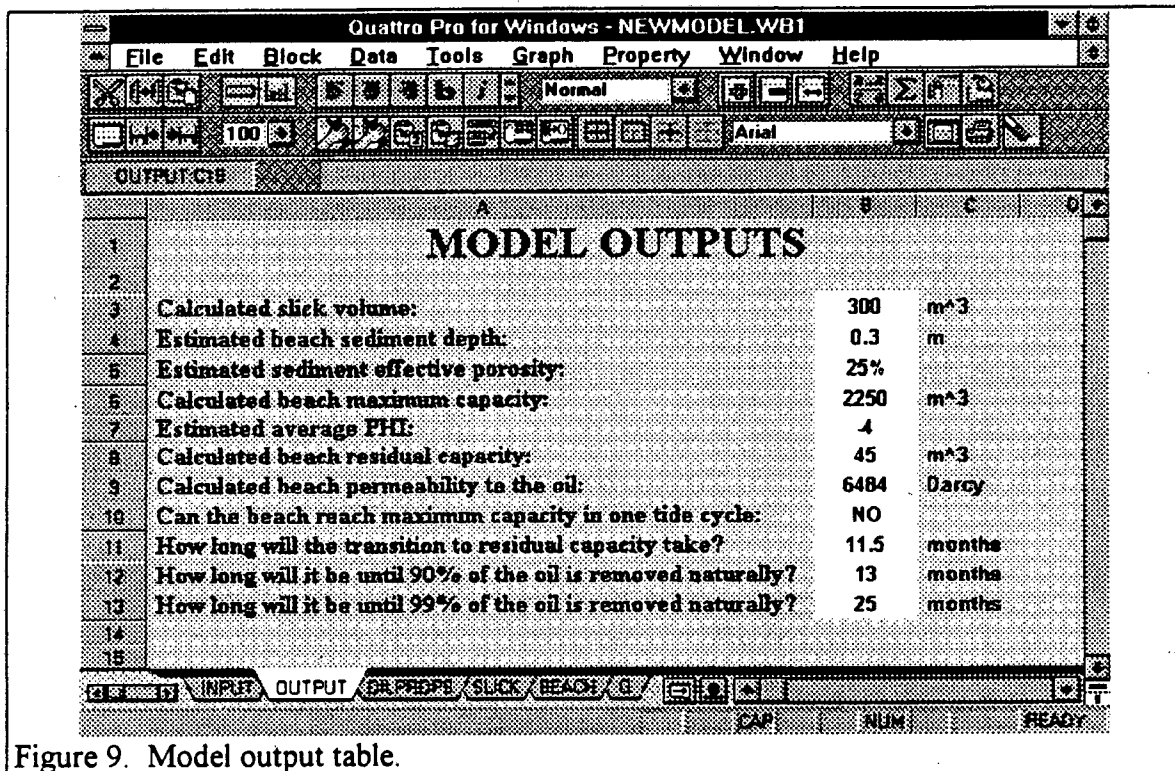 Quattro Pro for Windows - NEWMODEL.WB1
File Edit Block Data Tools Graph Property Window Help
Normal
100 Arial
OUTPUT:C19
A B C D
1 MODEL OUTPUTS
2
3 Calculated slick volume: 300 m^3
4 Estimated beach sediment depth: 0.3 m
5 Estimated sediment effective porosity: 25%
6 Calculated beach maximum capacity: 2250 m^3
7 Estimated average PHI: -4
8 Calculated beach residual capacity: 45 m^3
9 Calculated beach permeability to the oil: 6484 Darcy
10 Can the beach reach maximum capacity in one tide cycle: NO
11 How long will the transition to residual capacity take? 11.5 months
12 How long will it be until 90% of the oil is removed naturally? 13 months
13 How long will it be until 99% of the oil is removed naturally? 25 months
14
15
INPUT OUTPUT OILPROPS SLICK BEACH G
CAP NUM READY
Figure 9. Model output table.